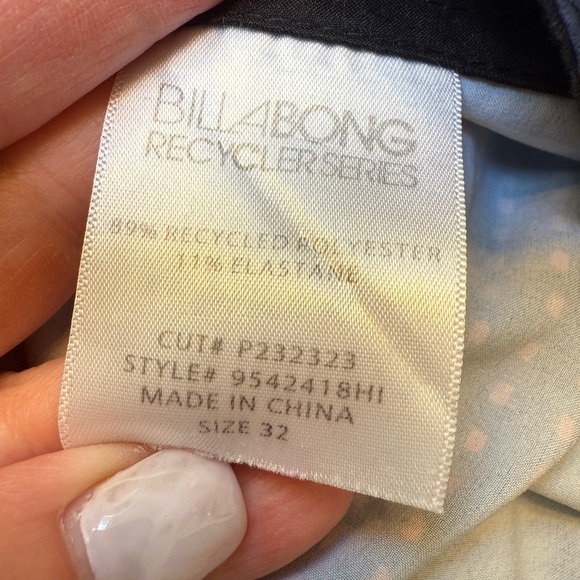 BILLABONG
RECYCLER SERIES
89% RECYCLED POLYESTER
11% ELASTANE
CUT# P232323
STYLE# 9542418HI
MADE IN CHINA
SIZE 32